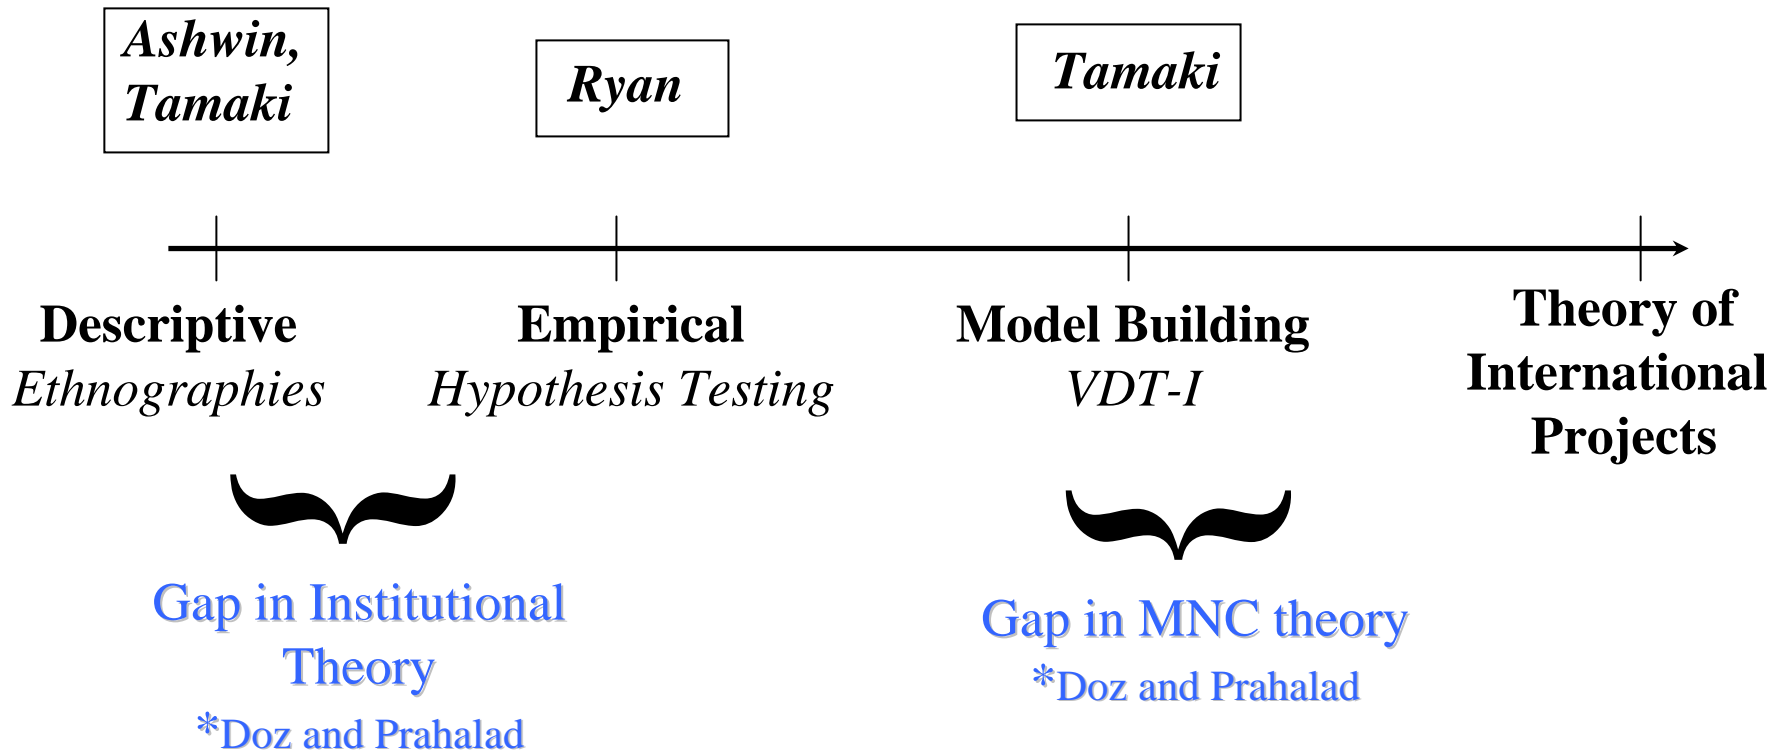 Ashwin,
Tamaki
Ryan
Tamaki
Descriptive
Ethnographies
Empirical
Hypothesis Testing
Model Building
VDT-I
Theory of
International
Projects
Gap in Institutional
Theory
*Doz and Prahalad
Gap in MNC theory
*Doz and Prahalad